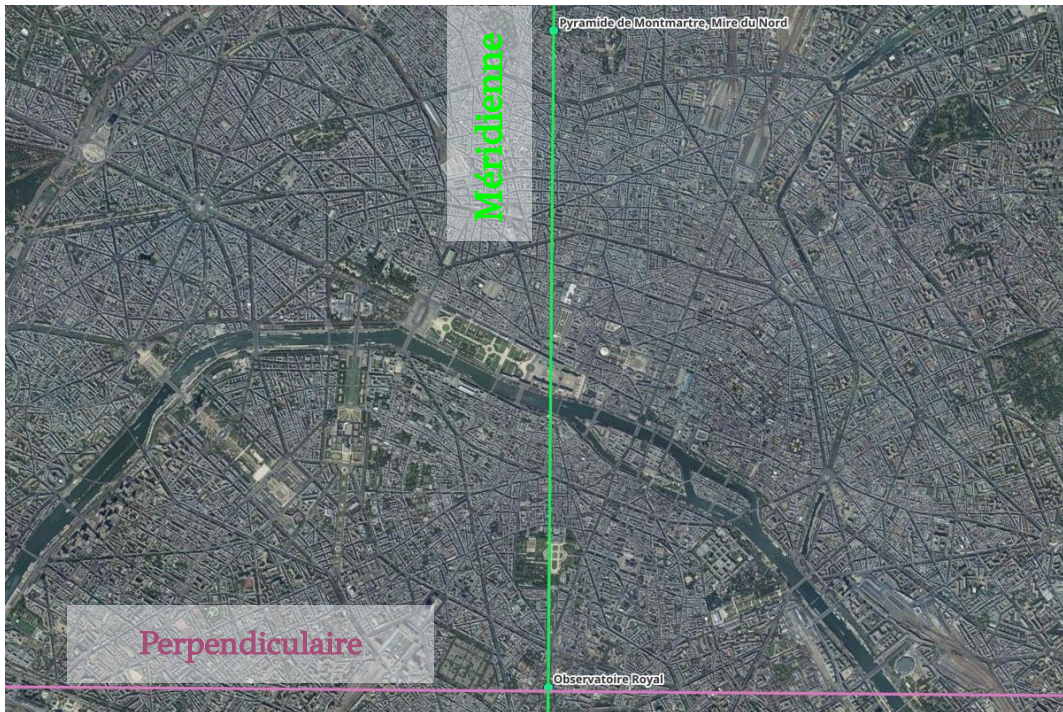 Pyramide de Montmartre, Mire du Nord
Méridienne
Perpendiculaire
Observatoire Royal